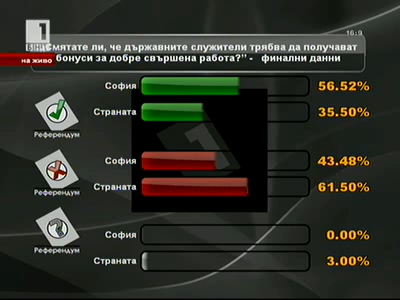 16:9
БНТ
1
на живо
"Смятате ли, че държавните служители трябва да получават
бонуси за добре свършена работа?" - финални данни
София 56.52%
Страната 35.50%
Референдум
София 43.48%
Страната 61.50%
Референдум
София 0.00%
Страната 3.00%
Референдум
1